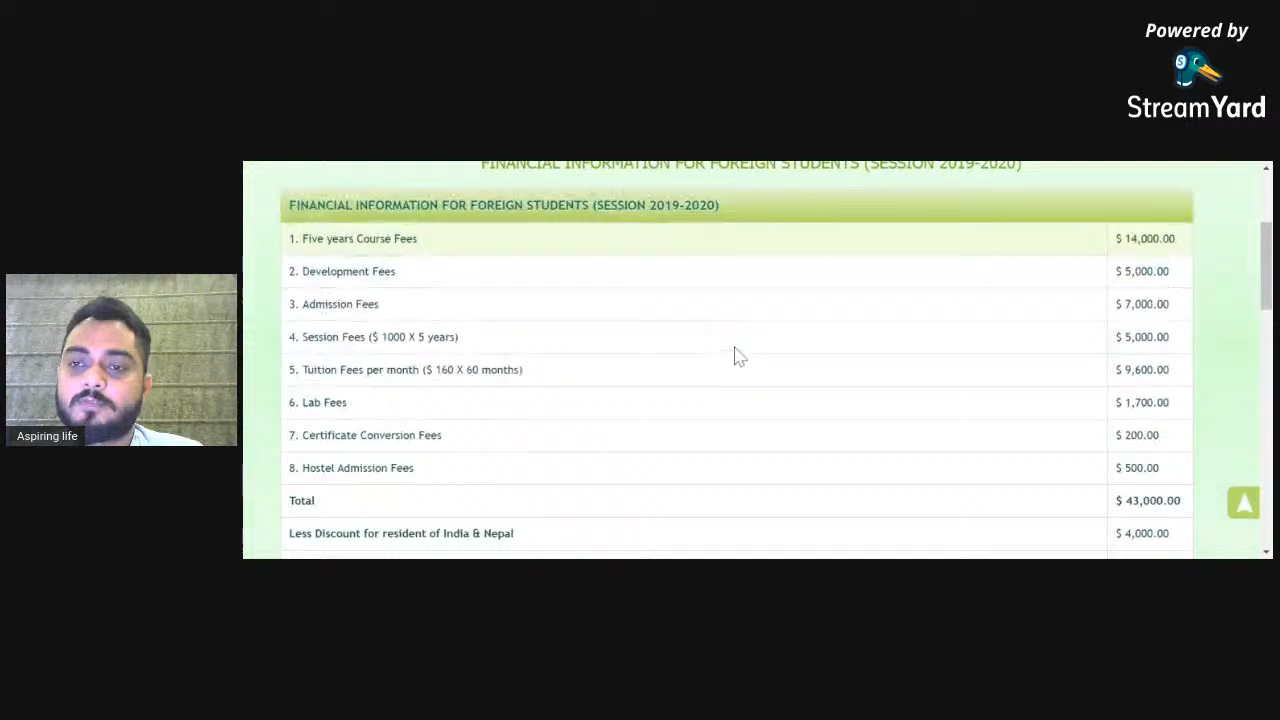 Powered by
StreamYard
FINANCIAL INFORMATION FOR FOREIGN STUDENTS (SESSION 2019-2020)
FINANCIAL INFORMATION FOR FOREIGN STUDENTS (SESSION 2019-2020)
1. Five years Course Fees $ 14,000.00
2. Development Fees $ 5,000.00
3. Admission Fees $ 7,000.00
4. Session Fees ($ 1000 X 5 years) $ 5,000.00
5. Tuition Fees per month ($ 160 X 60 months) $ 9,600.00
6. Lab Fees $ 1,700.00
7. Certificate Conversion Fees $ 200.00
8. Hostel Admission Fees $ 500.00
Total $ 43,000.00
Less Discount for resident of India & Nepal $ 4,000.00
Aspiring life